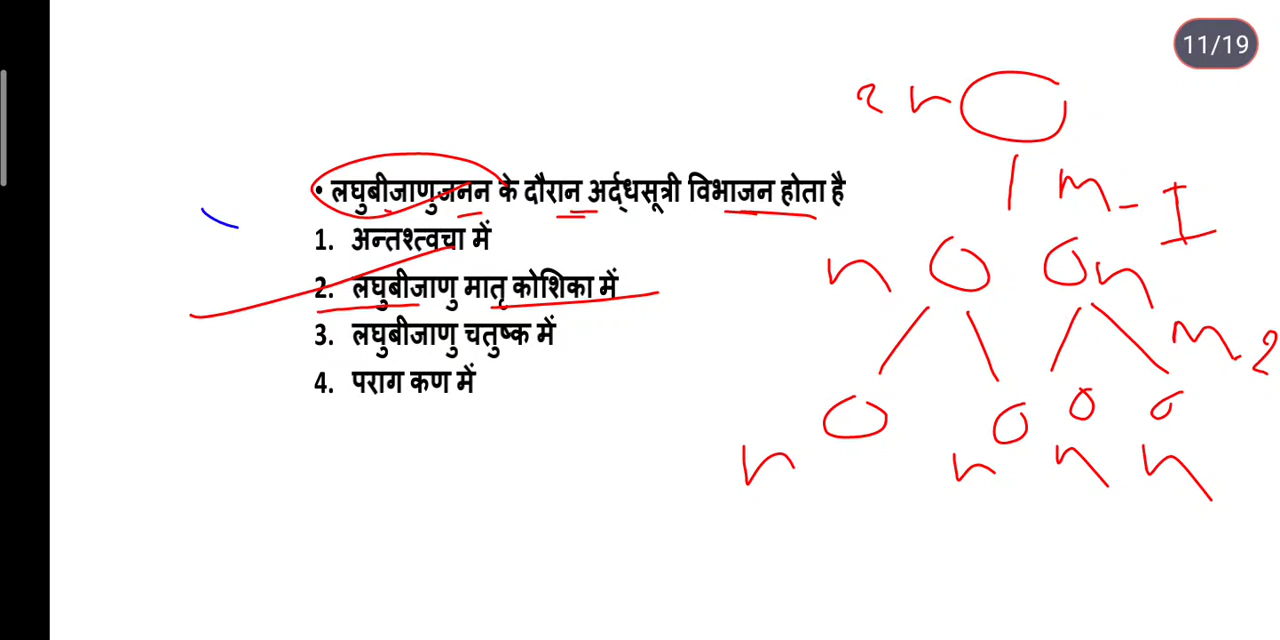 11/19
2n
• लघुबीजाणुजनन के दौरान अर्द्धसूत्री विभाजन होता है
m-I
1. अन्तश्त्वचा में
n n
2. लघुबीजाणु मातृ कोशिका में
3. लघुबीजाणु चतुष्क में
m-2
4. पराग कण में
n n n n